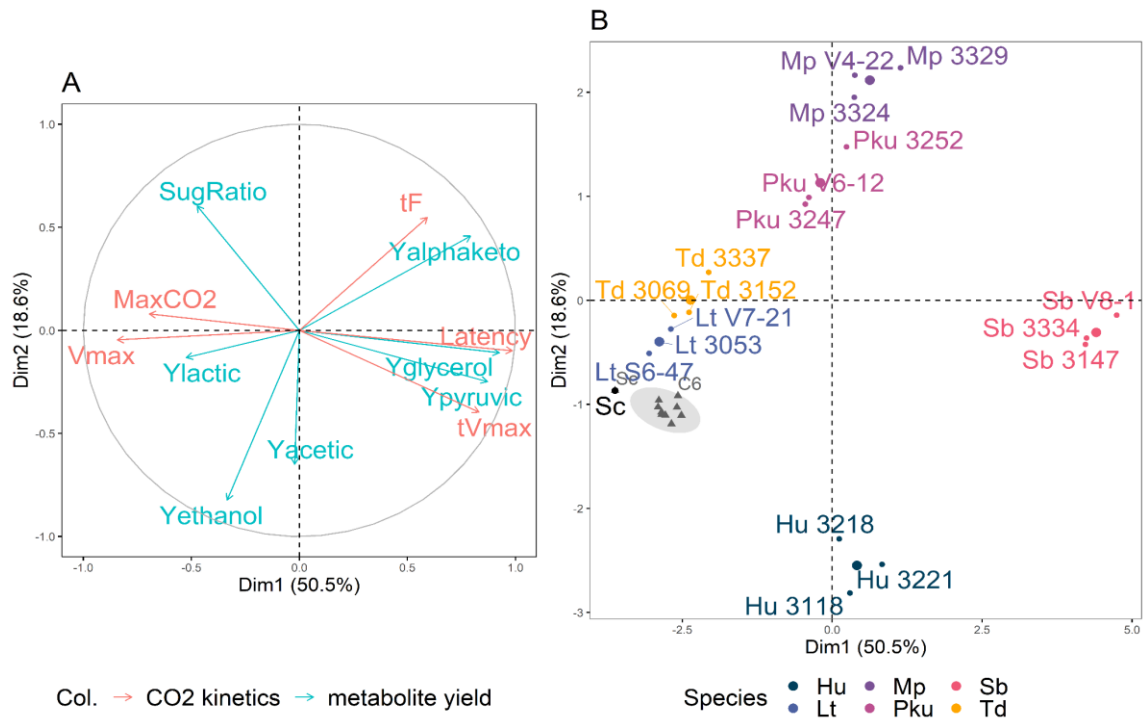 A
1.0
0.5
0.0
-0.5
-1.0
Dim2 (18.6%)
SugRatio
tF
Yalphaketo
MaxCO2
Vmax
Latency
Ylactic
Yglycerol
Ypyruvic
tVmax
Yacetic
Yethanol
-1.0
-0.5
0.0
0.5
1.0
Dim1 (50.5%)
Col.
CO2 kinetics
metabolite yield
B
2
1
0
-1
-2
-3
Dim2 (18.6%)
Mp V4-22
Mp 3329
Mp 3324
Pku 3252
Pku V6-12
Pku 3247
Td 3337
Td 3069
Td 3152
Sb V8-1
Lt V7-21
Sb 3334
Lt 3053
Sb 3147
Lt S6-47
Sc
C6
Sc
Hu 3218
Hu 3221
Hu 3118
-2.5
0.0
2.5
5.0
Dim1 (50.5%)
Species
Hu
Mp
Sb
Lt
Pku
Td